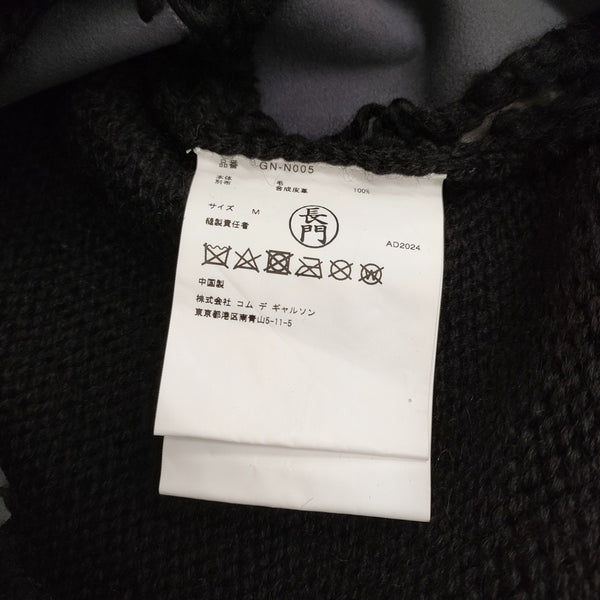 品番 GN-N005
本体 毛 100%
別布 合成皮革
サイズ M
縫製責任者 長門 AD2024
中国製
株式会社 コム デ ギャルソン
東京都港区南青山5-11-5